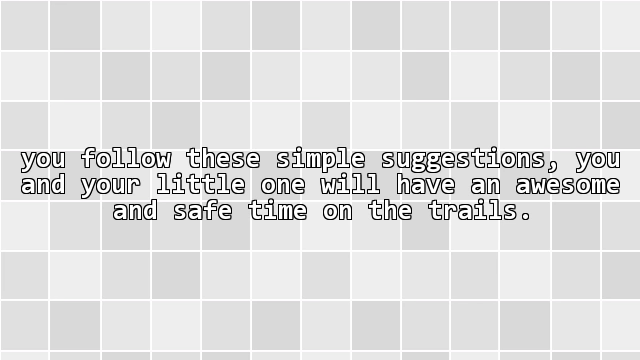 you follow these simple suggestions, you
and your little one will have an awesome
and safe time on the trails.